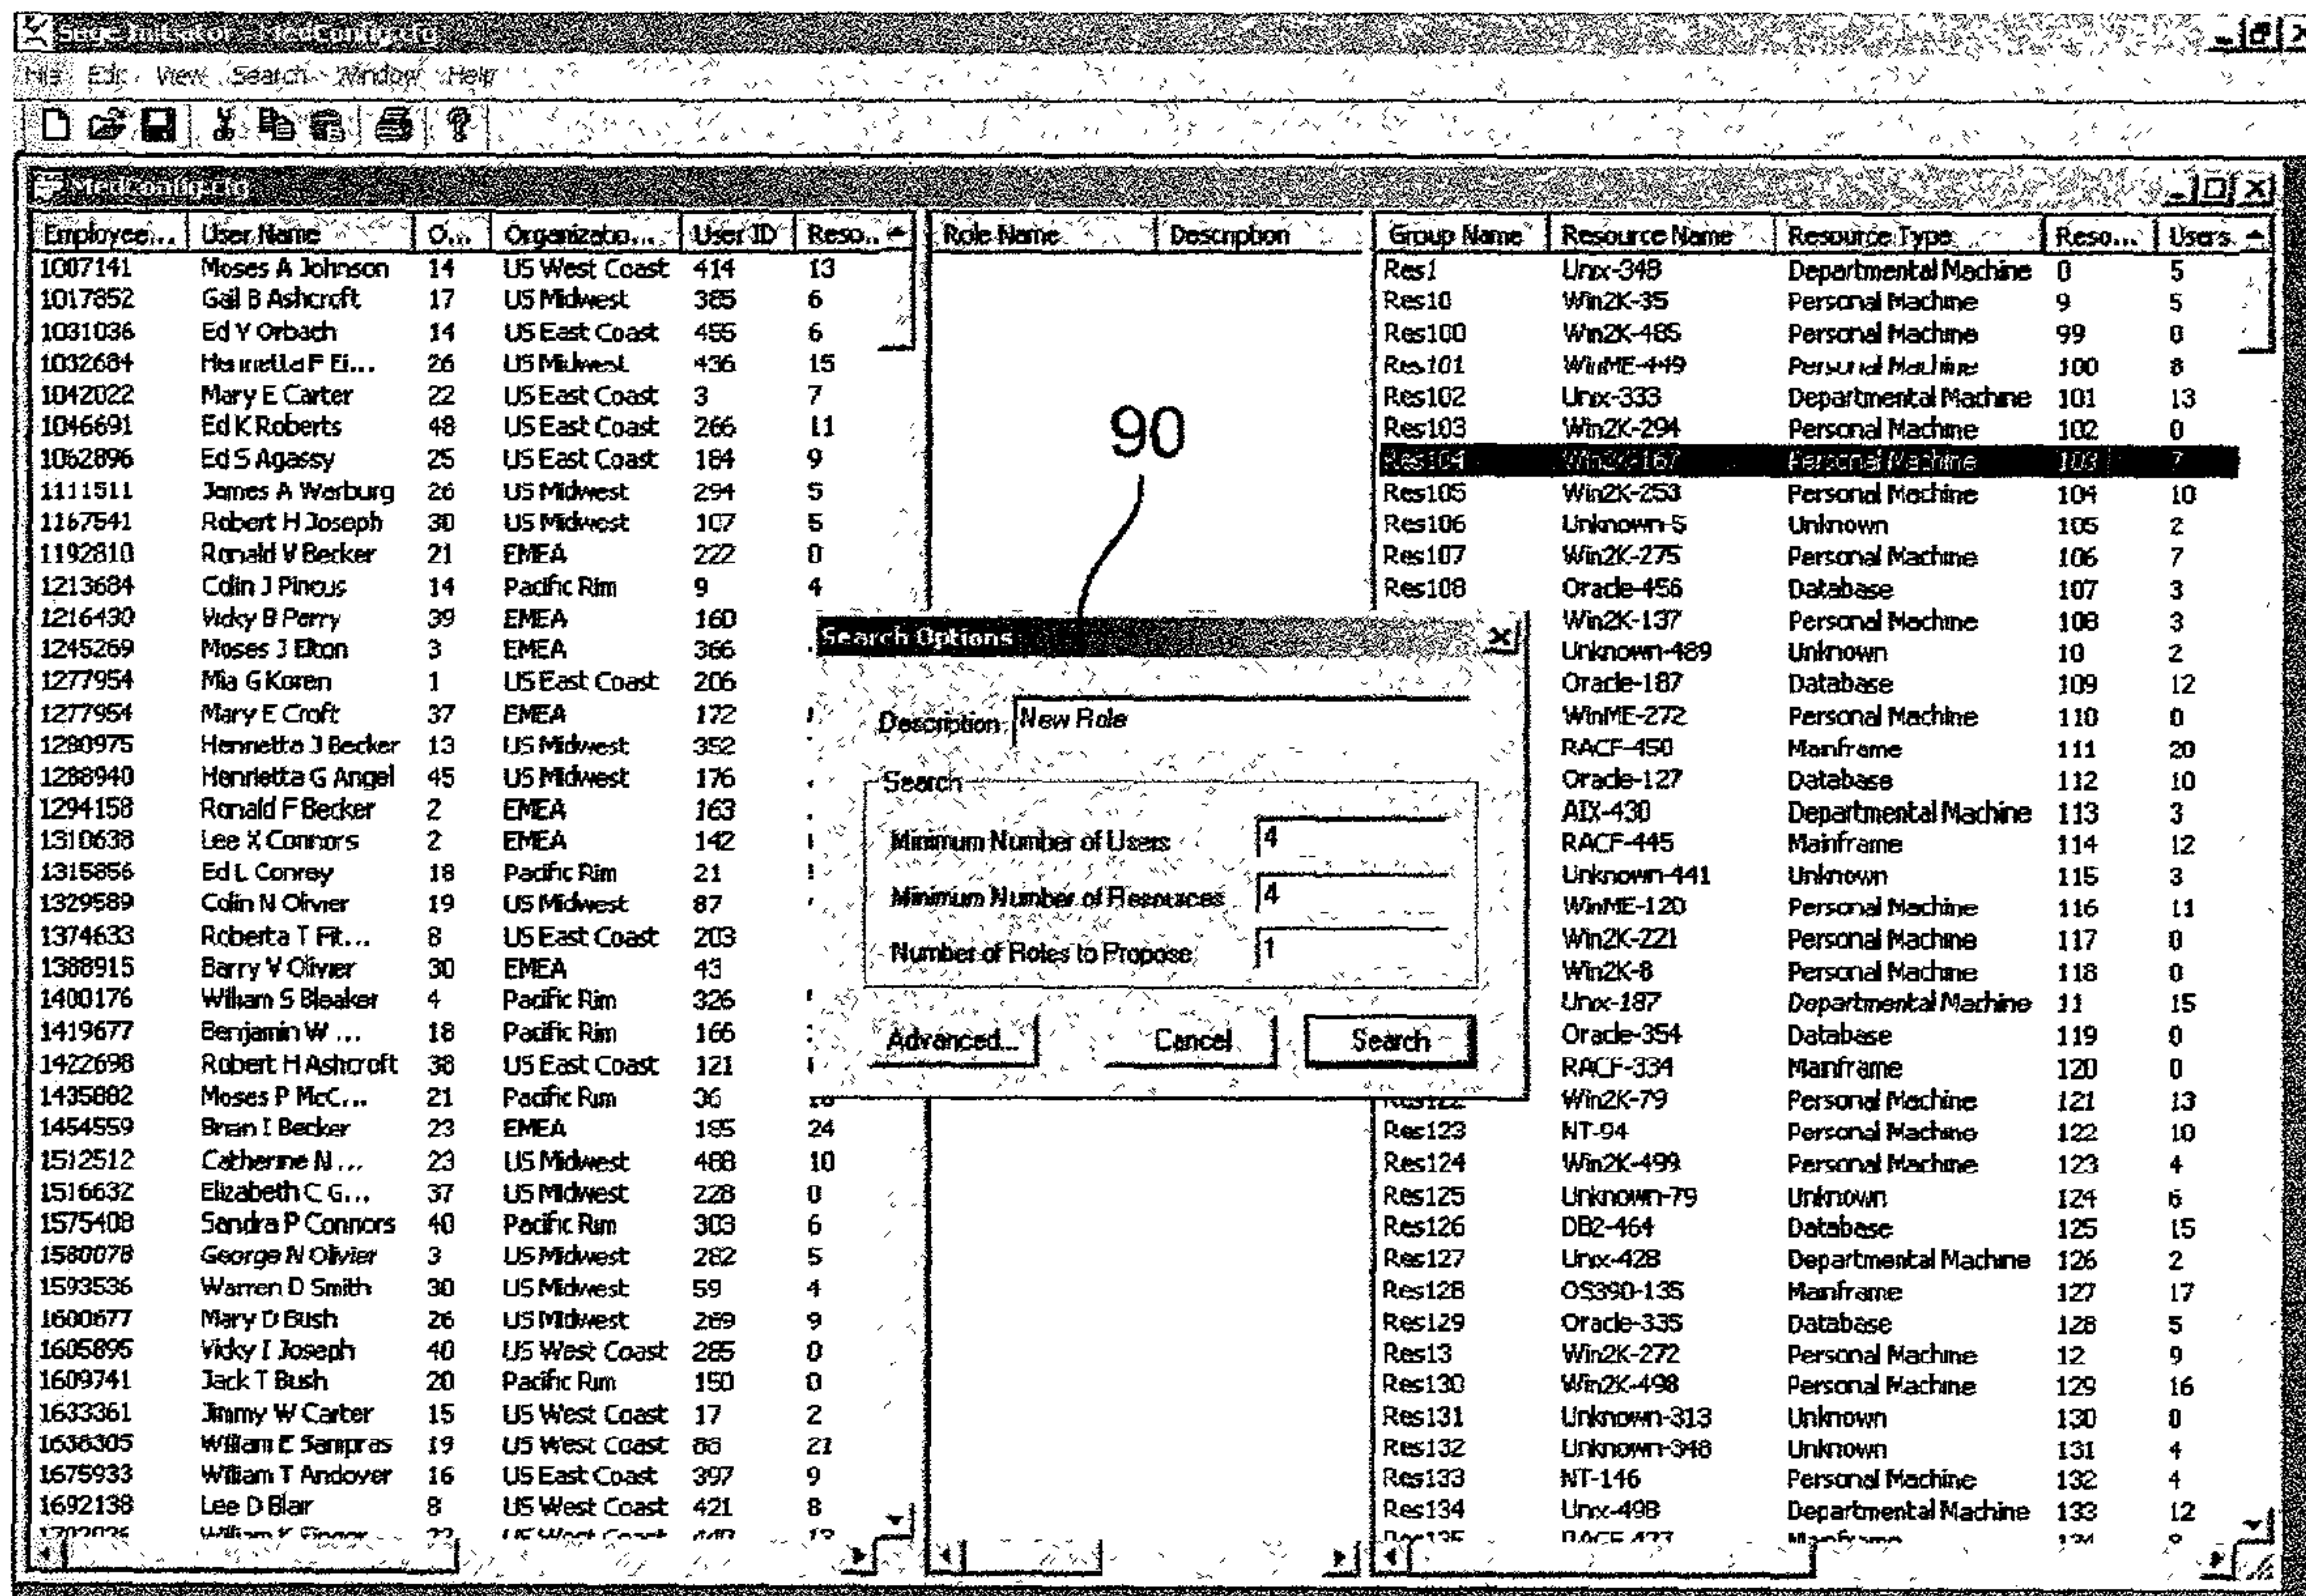 Sage Initiator - MedConfig.cfg
File Edit View Search Window Help
MedConfig.cfg
Employee... User Name O... Organizatio... User ID Reso... Role Name Description Group Name Resource Name Resource Type Reso... Users
1007141 Moses A Johnson 14 US West Coast 414 13 Res1 Unix-348 Departmental Machine 0 5
1017852 Gail B Ashcroft 17 US Midwest 385 6 Res10 Win2K-35 Personal Machine 9 5
1031036 Ed Y Orbach 14 US East Coast 455 6 Res100 Win2K-485 Personal Machine 99 0
1032684 Henrietta F Ei... 26 US Midwest 436 15 Res101 WinME-449 Personal Machine 100 8
1042022 Mary E Carter 22 US East Coast 3 7 Res102 Unix-333 Departmental Machine 101 13
1046691 Ed K Roberts 48 US East Coast 266 11 Res103 Win2K-294 Personal Machine 102 0
90
1062896 Ed S Agassy 25 US East Coast 184 9 Res104 Win2K-167 Personal Machine 103 7
1111511 James A Warburg 26 US Midwest 294 5 Res105 Win2K-253 Personal Machine 104 10
1167541 Robert H Joseph 30 US Midwest 107 5 Res106 Unknown-5 Unknown 105 2
1192810 Ronald V Becker 21 EMEA 222 0 Res107 Win2K-275 Personal Machine 106 7
1213684 Colin J Pincus 14 Pacific Rim 9 4 Res108 Oracle-456 Database 107 3
1216430 Vicky B Perry 39 EMEA 160 Win2K-137 Personal Machine 108 3
1245269 Moses J Elton 3 EMEA 366 Unknown-489 Unknown 10 2
1277954 Mia G Koren 1 US East Coast 206 Oracle-187 Database 109 12
1277954 Mary E Croft 37 EMEA 172 WinME-272 Personal Machine 110 0
1280975 Henrietta J Becker 13 US Midwest 352 RACF-450 Mainframe 111 20
1288940 Henrietta G Angel 45 US Midwest 176 Oracle-127 Database 112 10
1294158 Ronald F Becker 2 EMEA 163 AIX-430 Departmental Machine 113 3
1310638 Lee X Connors 2 EMEA 142 RACF-445 Mainframe 114 12
1315856 Ed L Conrey 18 Pacific Rim 21 Unknown-441 Unknown 115 3
1329589 Colin N Olivier 19 US Midwest 87 WinME-120 Personal Machine 116 11
1374633 Roberta T Fit... 8 US East Coast 203 Win2K-221 Personal Machine 117 0
1388915 Barry V Olivier 30 EMEA 43 Win2K-8 Personal Machine 118 0
1400176 William S Bleaker 4 Pacific Rim 326 Unix-187 Departmental Machine 11 15
1419677 Benjamin W ... 18 Pacific Rim 166 Oracle-354 Database 119 0
1422698 Robert H Ashcroft 38 US East Coast 121 RACF-334 Mainframe 120 0
1435882 Moses P McC... 21 Pacific Rim 36 Win2K-79 Personal Machine 121 13
1454559 Brian I Becker 23 EMEA 195 24 Res123 NT-94 Personal Machine 122 10
1512512 Catherine N ... 23 US Midwest 488 10 Res124 Win2K-499 Personal Machine 123 4
1516632 Elizabeth C G... 37 US Midwest 228 0 Res125 Unknown-79 Unknown 124 6
1575408 Sandra P Connors 40 Pacific Rim 303 6 Res126 DB2-464 Database 125 15
1580078 George N Olivier 3 US Midwest 282 5 Res127 Unix-428 Departmental Machine 126 2
1593536 Warren D Smith 30 US Midwest 59 4 Res128 OS390-135 Mainframe 127 17
1600677 Mary D Bush 26 US Midwest 269 9 Res129 Oracle-335 Database 128 5
1605895 Vicky I Joseph 40 US West Coast 285 0 Res13 Win2K-272 Personal Machine 12 9
1609741 Jack T Bush 20 Pacific Rim 150 0 Res130 Win2K-498 Personal Machine 129 16
1633361 Jimmy W Carter 15 US West Coast 17 2 Res131 Unknown-313 Unknown 130 0
1638305 William E Sampras 19 US West Coast 88 21 Res132 Unknown-348 Unknown 131 4
1675933 William T Andover 16 US East Coast 397 9 Res133 NT-146 Personal Machine 132 4
1692138 Lee D Blair 8 US West Coast 421 8 Res134 Unix-498 Departmental Machine 133 12
Search Options
Description: New Role
Search
Minimum Number of Users 4
Minimum Number of Resources 4
Number of Roles to Propose 1
Advanced... Cancel Search